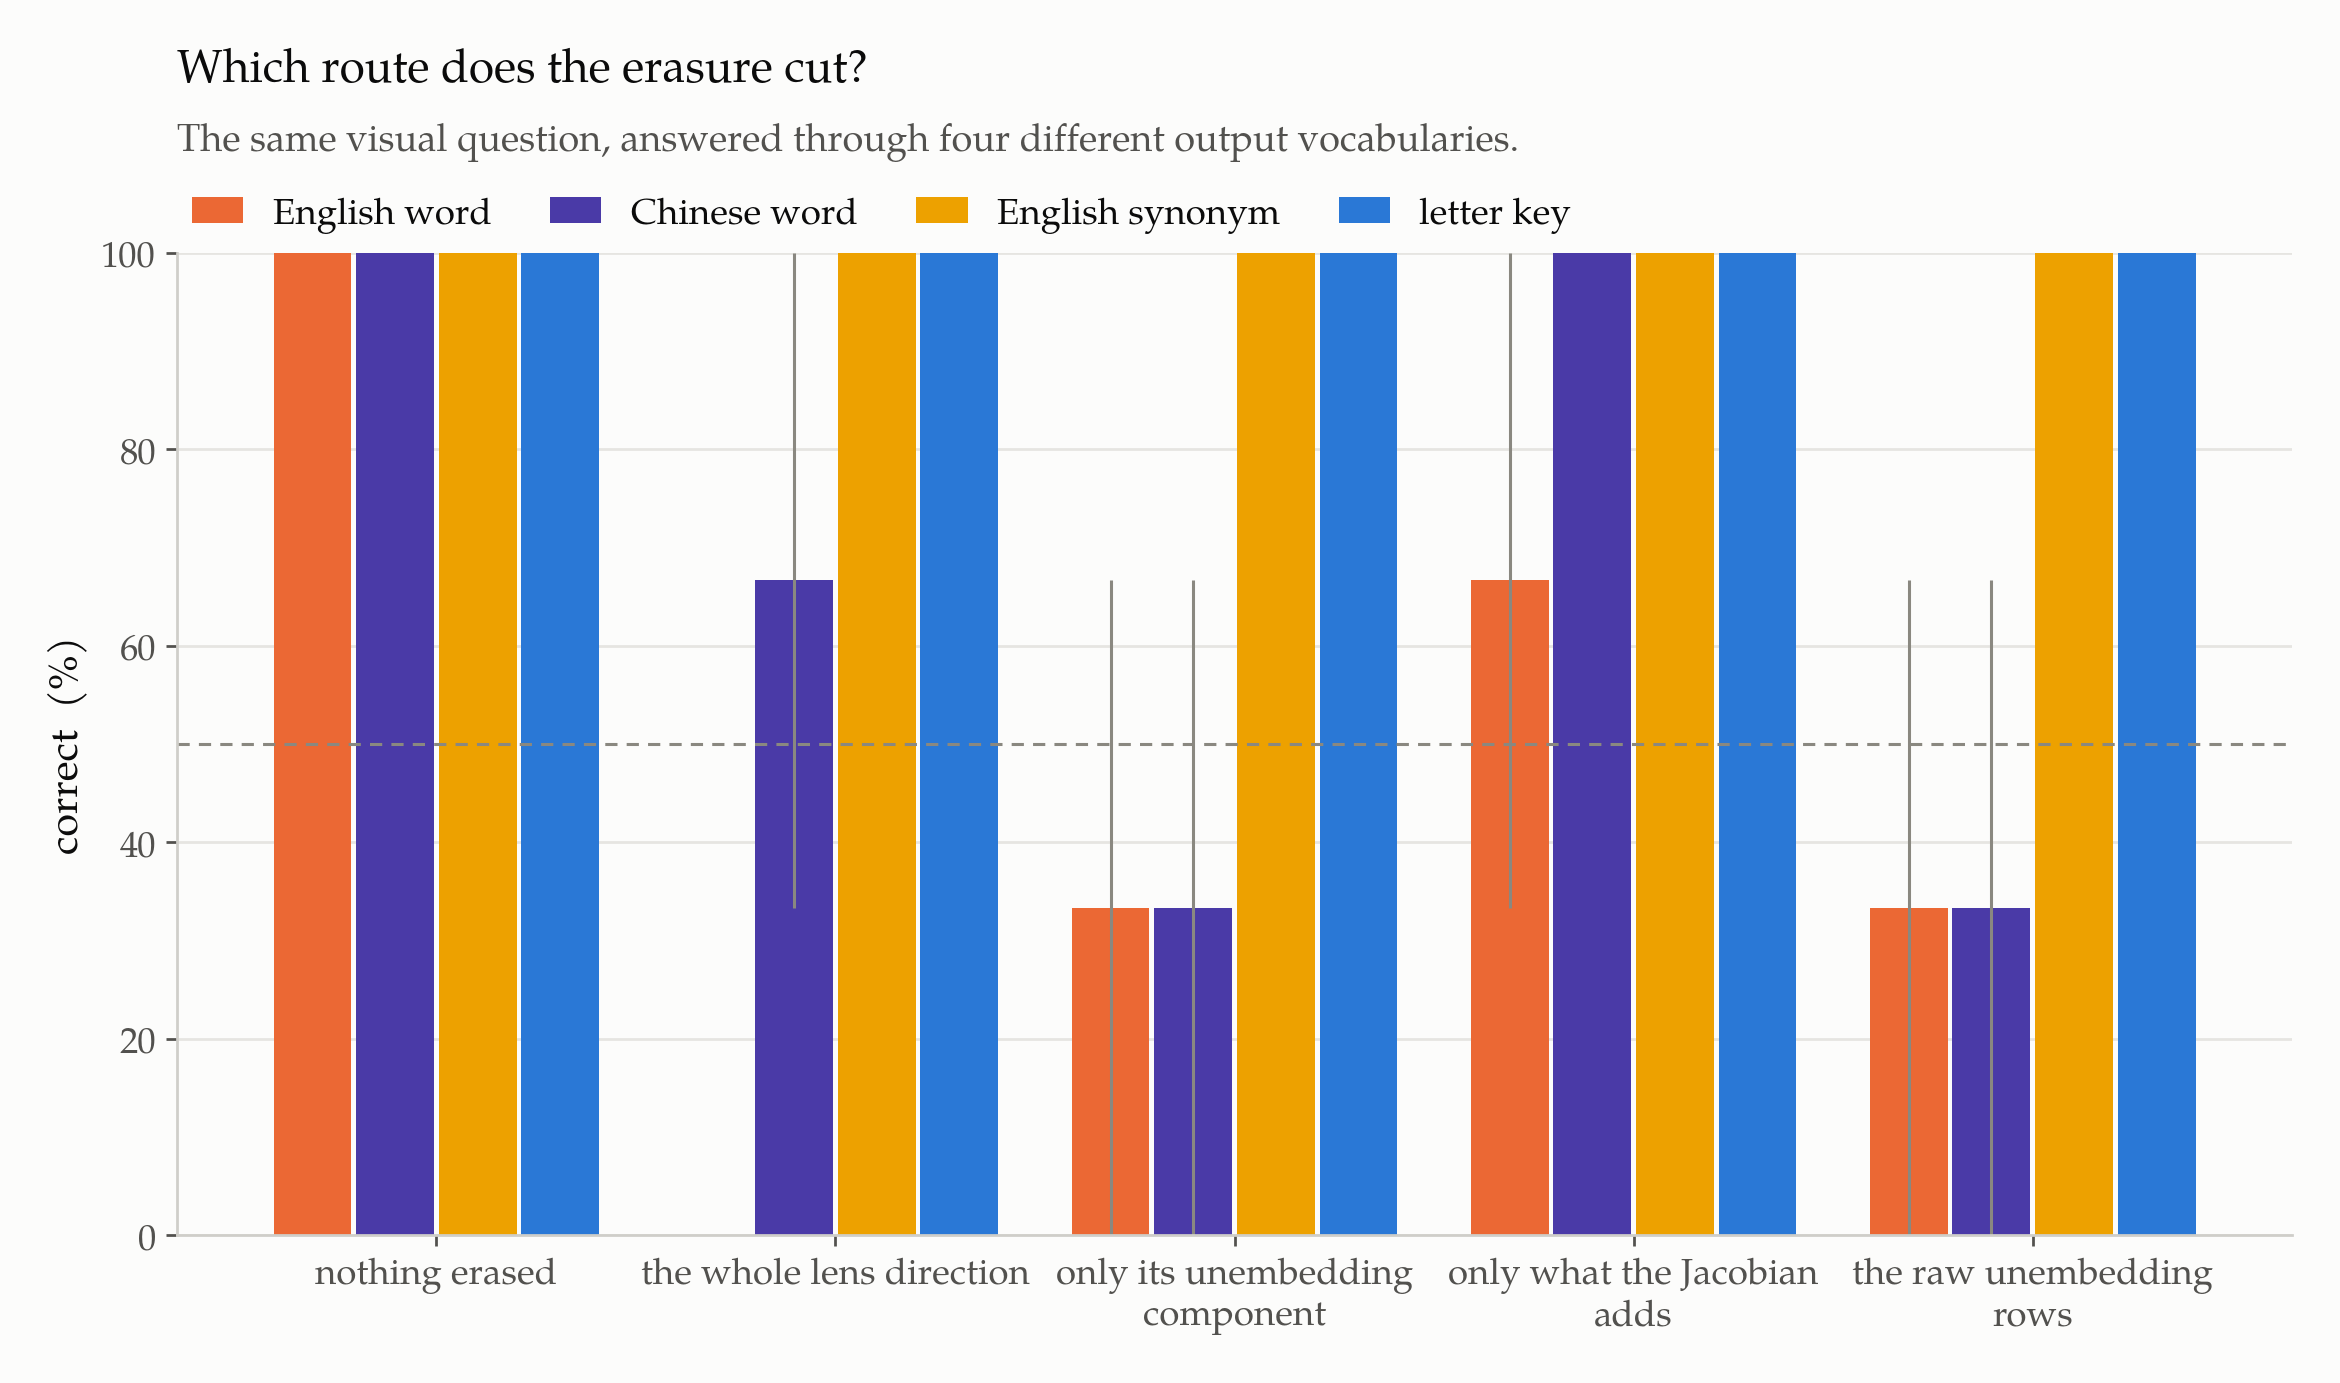 Which route does the erasure cut?
The same visual question, answered through four different output vocabularies.
English word
Chinese word
English synonym
letter key
100
80
60
40
20
0
correct (%)
nothing erased
the whole lens direction
only its unembedding
component
only what the Jacobian
adds
the raw unembedding
rows